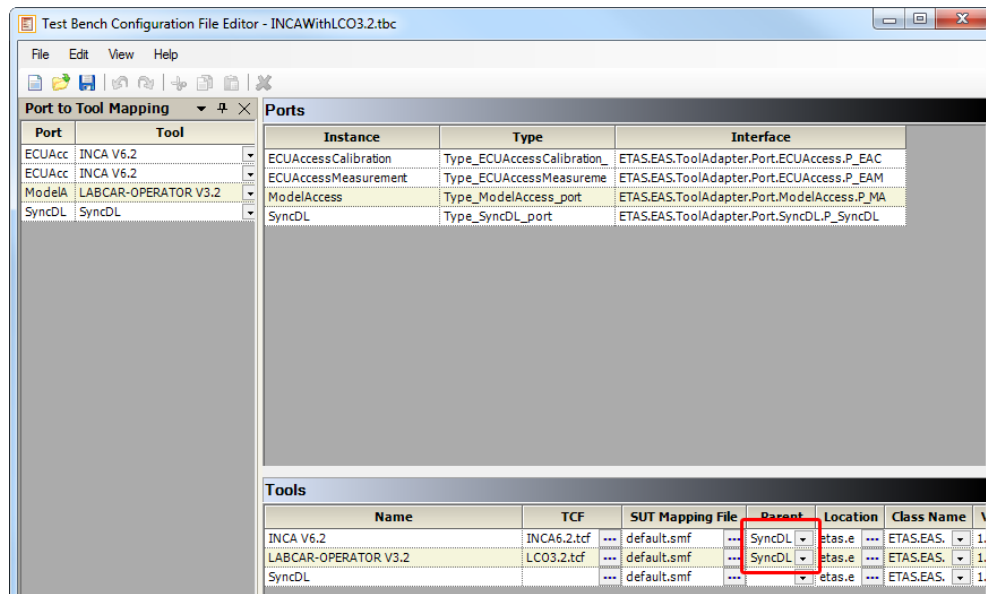 Test Bench Configuration File Editor - INCAWithLCO3.2.tbc
File Edit View Help
Port to Tool Mapping
Port Tool
ECUAcc INCA V6.2
ECUAcc INCA V6.2
ModelA LABCAR-OPERATOR V3.2
SyncDL SyncDL
Ports
Instance Type Interface
ECUAccessCalibration Type_ECUAccessCalibration_ ETAS.EAS.ToolAdapter.Port.ECUAccess.P_EAC
ECUAccessMeasurement Type_ECUAccessMeasureme ETAS.EAS.ToolAdapter.Port.ECUAccess.P_EAM
ModelAccess Type_ModelAccess_port ETAS.EAS.ToolAdapter.Port.ModelAccess.P_MA
SyncDL Type_SyncDL_port ETAS.EAS.ToolAdapter.Port.SyncDL.P_SyncDL
Tools
Name TCF SUT Mapping File Parent Location Class Name V
INCA V6.2 INCA6.2.tcf ... default.smf ... SyncDL etas.e ... ETAS.EAS. 1.
LABCAR-OPERATOR V3.2 LCO3.2.tcf ... default.smf ... SyncDL etas.e ... ETAS.EAS. 1.
SyncDL ... default.smf ... etas.e ... ETAS.EAS. 1.